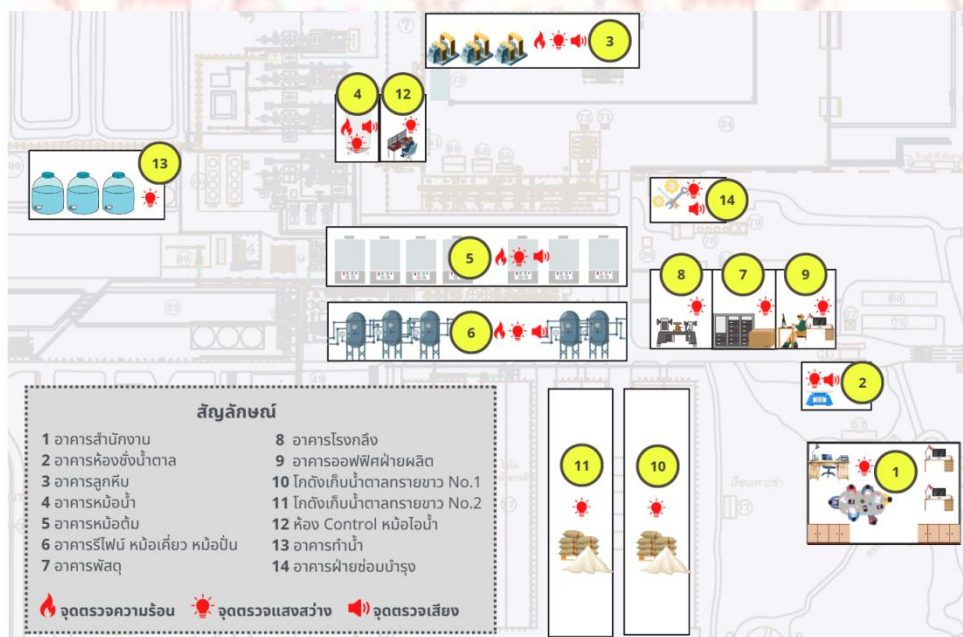 3
4
12
13
14
5
8
7
9
6
2
11
10
1
สัญลักษณ์
1 อาคารสำนักงาน
2 อาคารห้องชั่งน้ำตาล
3 อาคารลูกหีบ
4 อาคารหม้อน้ำ
5 อาคารหม้อต้ม
6 อาคารรีไฟน์ หม้อเคี่ยว หม้อปั่น
7 อาคารพัสดุ
8 อาคารโรงกลึง
9 อาคารออฟฟิศฝ่ายผลิต
10 โกดังเก็บน้ำตาลทรายขาว No.1
11 โกดังเก็บน้ำตาลทรายขาว No.2
12 ห้อง Control หม้อไอน้ำ
13 อาคารทำน้ำ
14 อาคารฝ่ายซ่อมบำรุง
จุดตรวจความร้อน
จุดตรวจแสงสว่าง
จุดตรวจเสียง